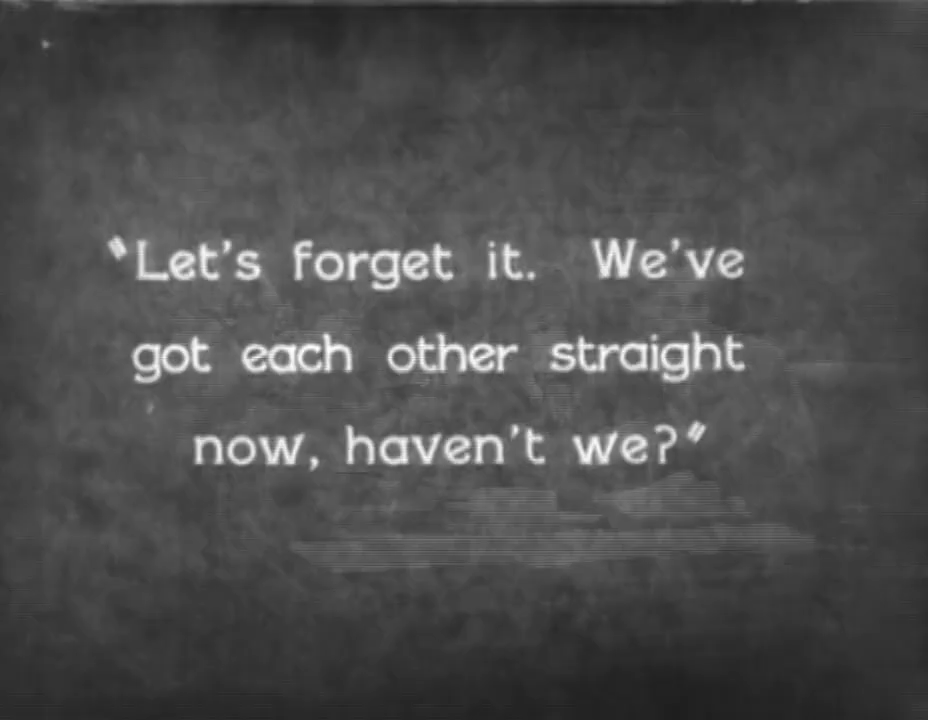 "Let's forget it. We've
got each other straight
now, haven't we?"